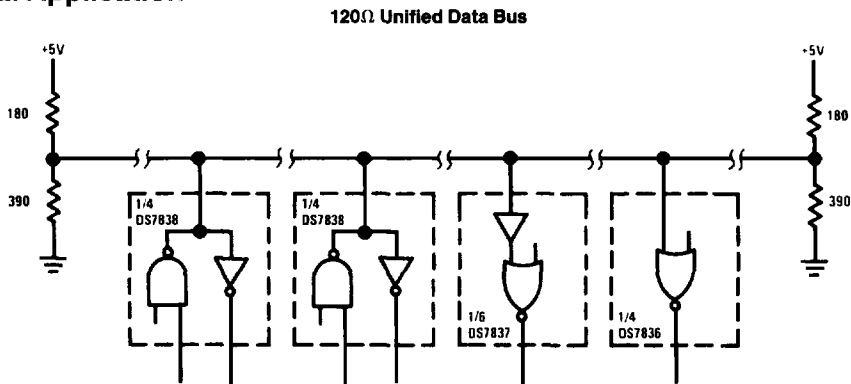 120Ω Unified Data Bus
+5V
+5V
180
180
390
390
1/4
DS7838
1/4
DS7838
1/6
DS7837
1/4
DS7836